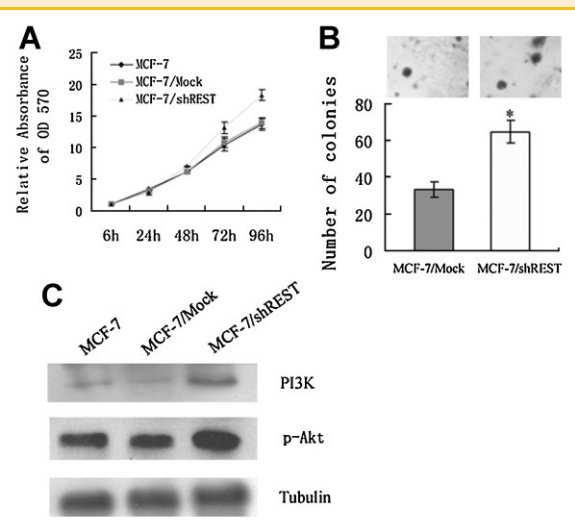 A
25
20
15
10
5
0
Relative Absorbance
of OD 570
MCF-7
MCF-7/Mock
MCF-7/shREST
6h 24h 48h 72h 96h
B
80
60
40
20
0
Number of colonies
*
MCF-7/Mock MCF-7/shREST
C
MCF-7 MCF-7/Mock MCF-7/shREST
PI3K
p-Akt
Tubulin